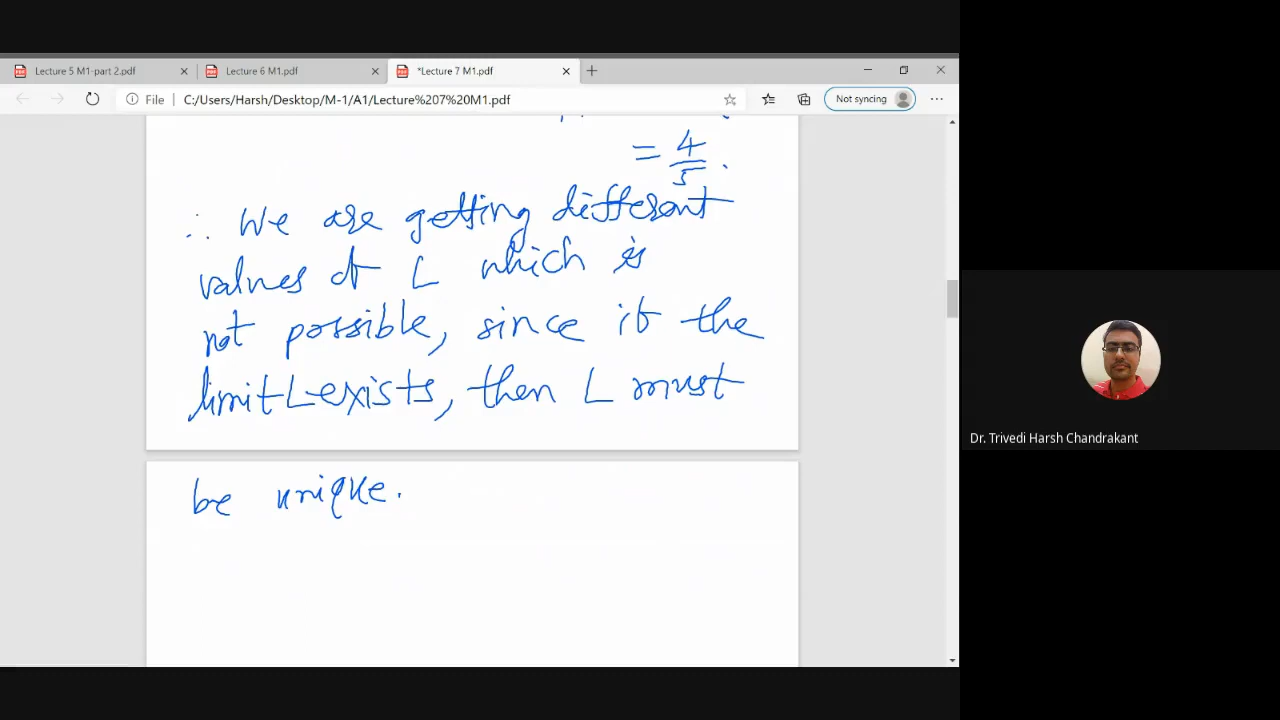 Lecture 5 M1-part 2.pdf
Lecture 6 M1.pdf
*Lecture 7 M1.pdf
File
C:/Users/Harsh/Desktop/M-1/A1/Lecture%207%20M1.pdf
Not syncing
= 4/5.
∴ We are getting different
values of L which is
not possible, since if the
limit L exists, then L must
be unique.
Dr. Trivedi Harsh Chandrakant